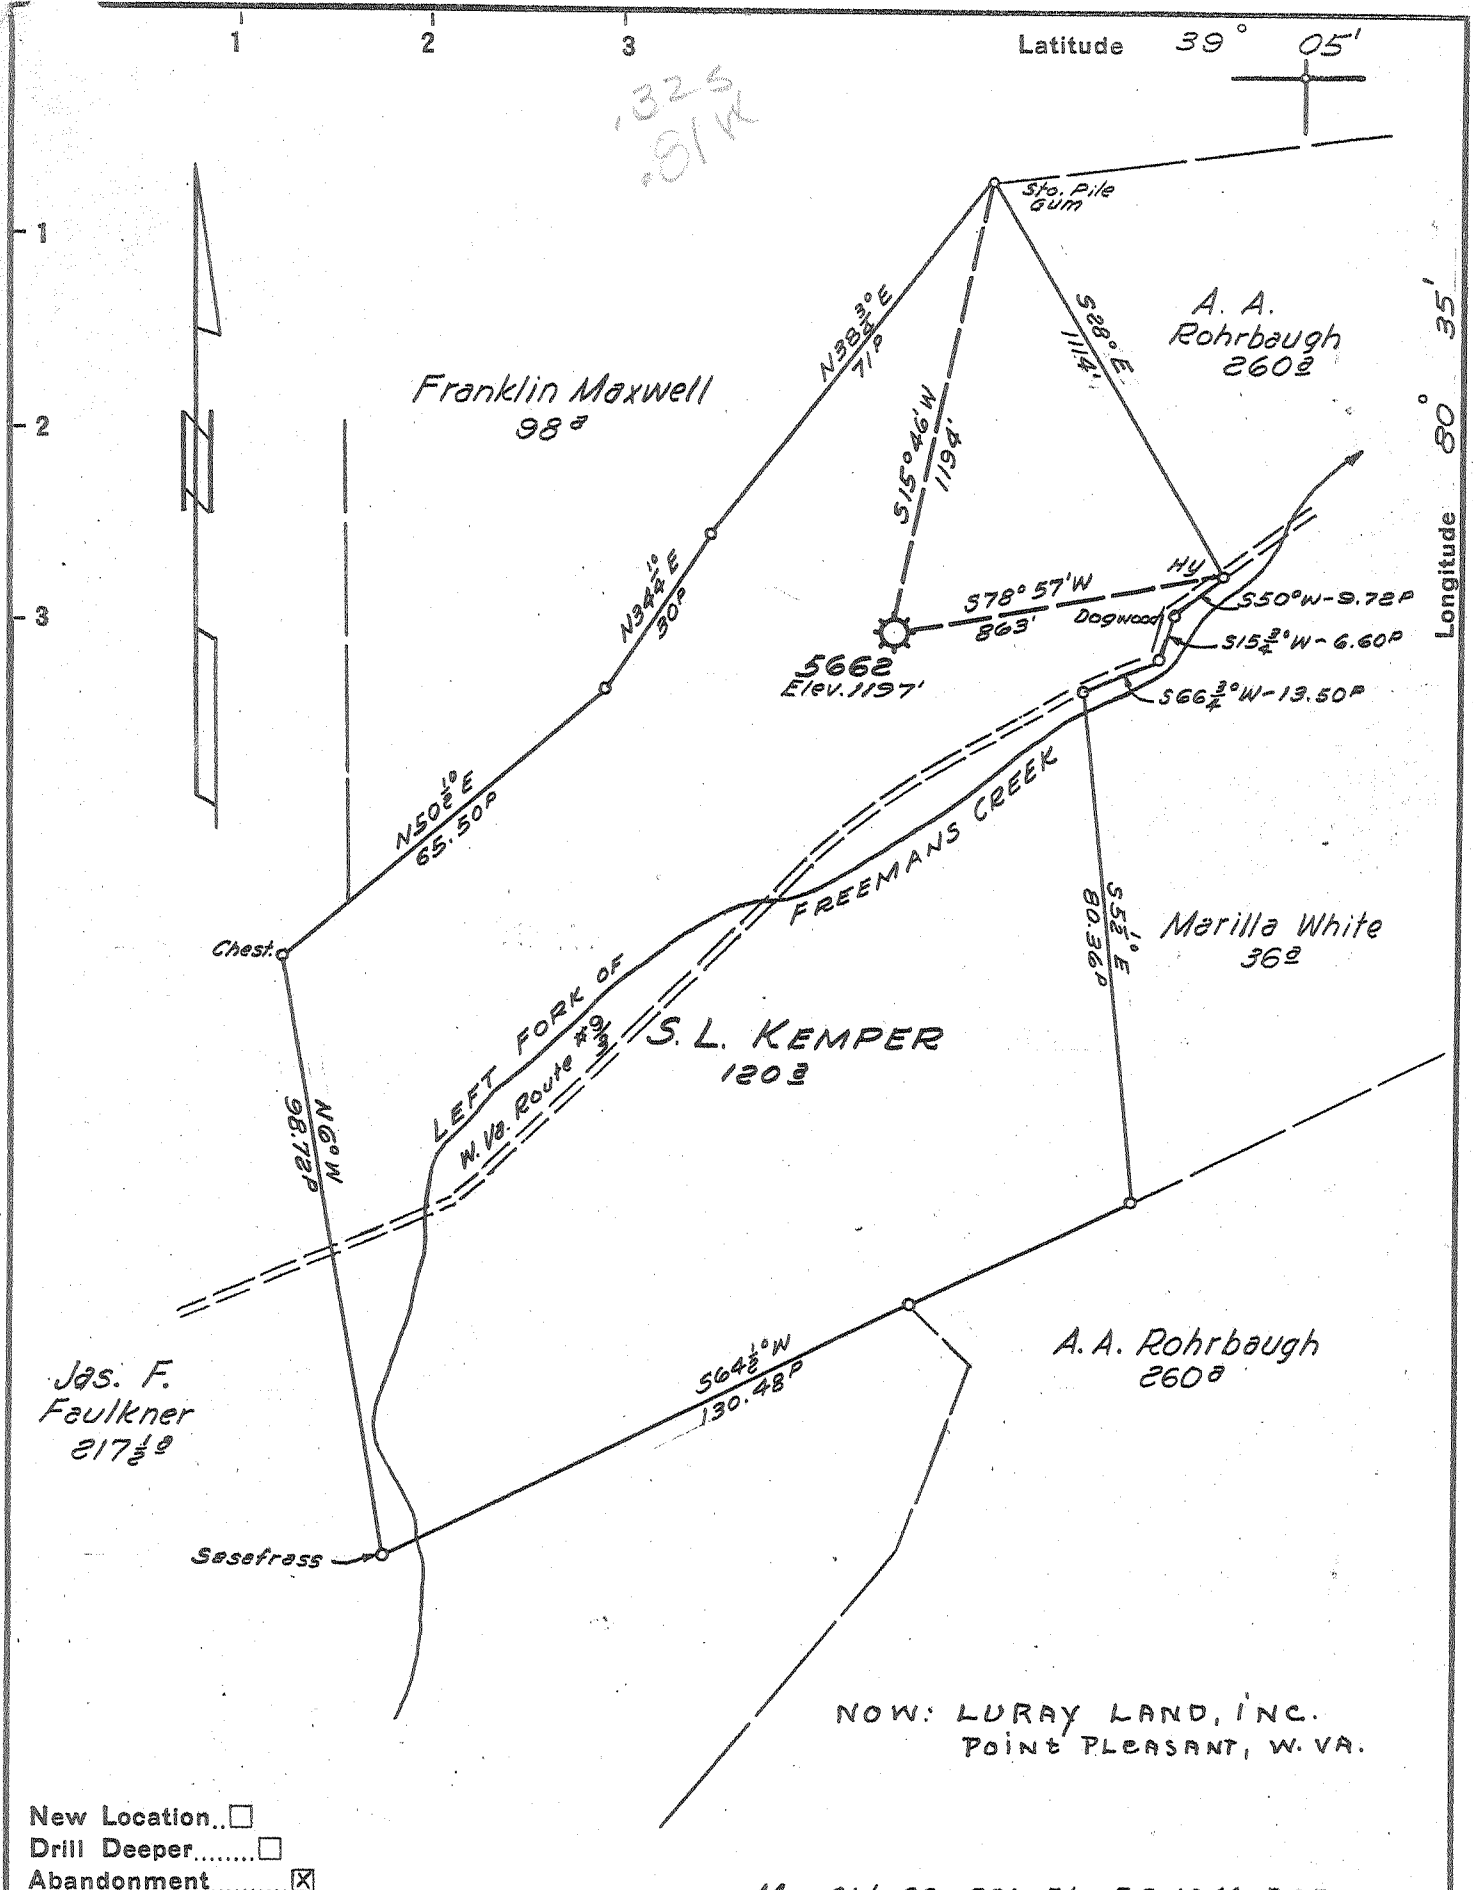 1 2 3
Latitude 39° 05'
.32 S
.81 W
Sto. Pile
Gum
1
2
3
N38¾°E
71P
S28°E
1114'
A. A.
Rohrbaugh
260a
Longitude 80° 35'
Franklin Maxwell
98a
S15°46'W
1194'
N34¼°E
30P
Hy
S78°57'W
863'
Dogwood
S50°W-9.72P
S15¾°W-6.60P
S66¾°W-13.50P
5662
Elev. 1197'
N50½°E
65.50P
LEFT FORK OF FREEMANS CREEK
W. Va. Route #9/3
S5½°E
80.36P
Marilla White
36a
Chest.
S. L. KEMPER
120a
N6°W
98.72P
S64½°W
130.48P
A. A. Rohrbaugh
260a
Jas. F.
Faulkner
217½a
Sasefrass
NOW: LURAY LAND, INC.
POINT PLEASANT, W. VA.
New Location..
Drill Deeper........
Abandonment........ X